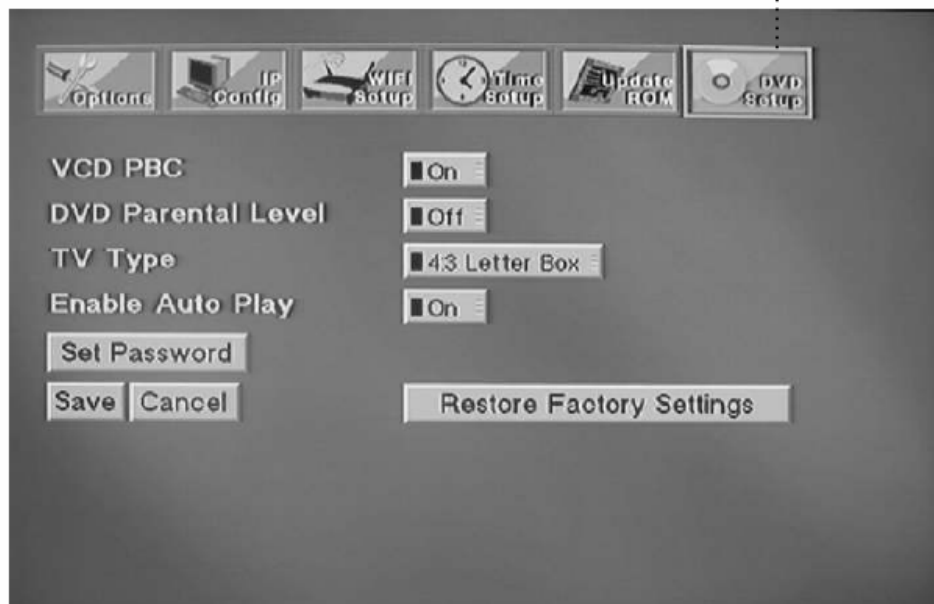 Options
IP
Config
WIFI
Setup
Time
Setup
Update
ROM
DVD
Setup
VCD PBC
On
DVD Parental Level
Off
TV Type
4:3 Letter Box
Enable Auto Play
On
Set Password
Save
Cancel
Restore Factory Settings